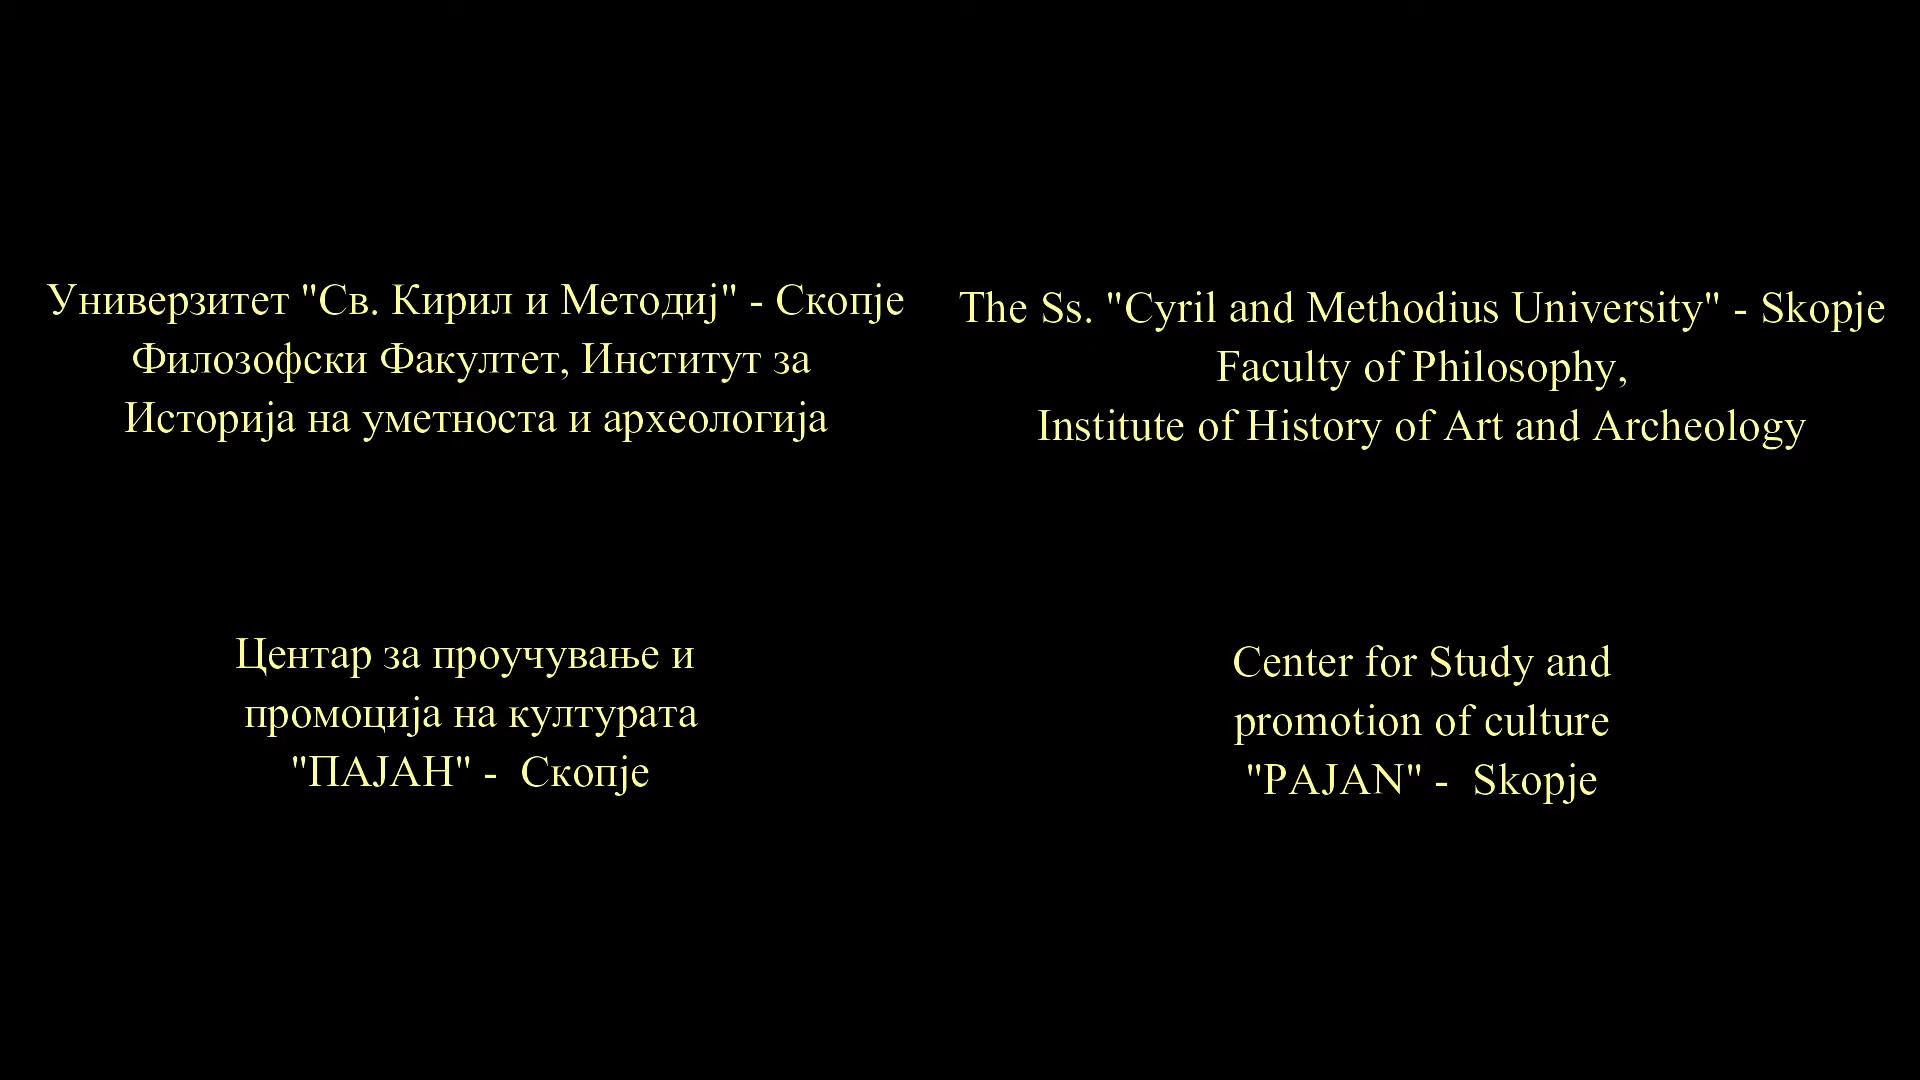 Универзитет "Св. Кирил и Методиј" - Скопје
Филозофски Факултет, Институт за
Историја на уметноста и археологија
The Ss. "Cyril and Methodius University" - Skopje
Faculty of Philosophy,
Institute of History of Art and Archeology
Центар за проучување и
промоција на културата
"ПАЈАН" -  Скопје
Center for Study and
promotion of culture
"PAJAN" -  Skopje